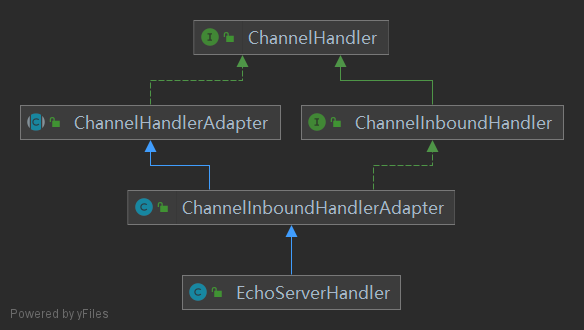 I ChannelHandler
C ChannelHandlerAdapter
I ChannelInboundHandler
C ChannelInboundHandlerAdapter
C EchoServerHandler
Powered by yFiles